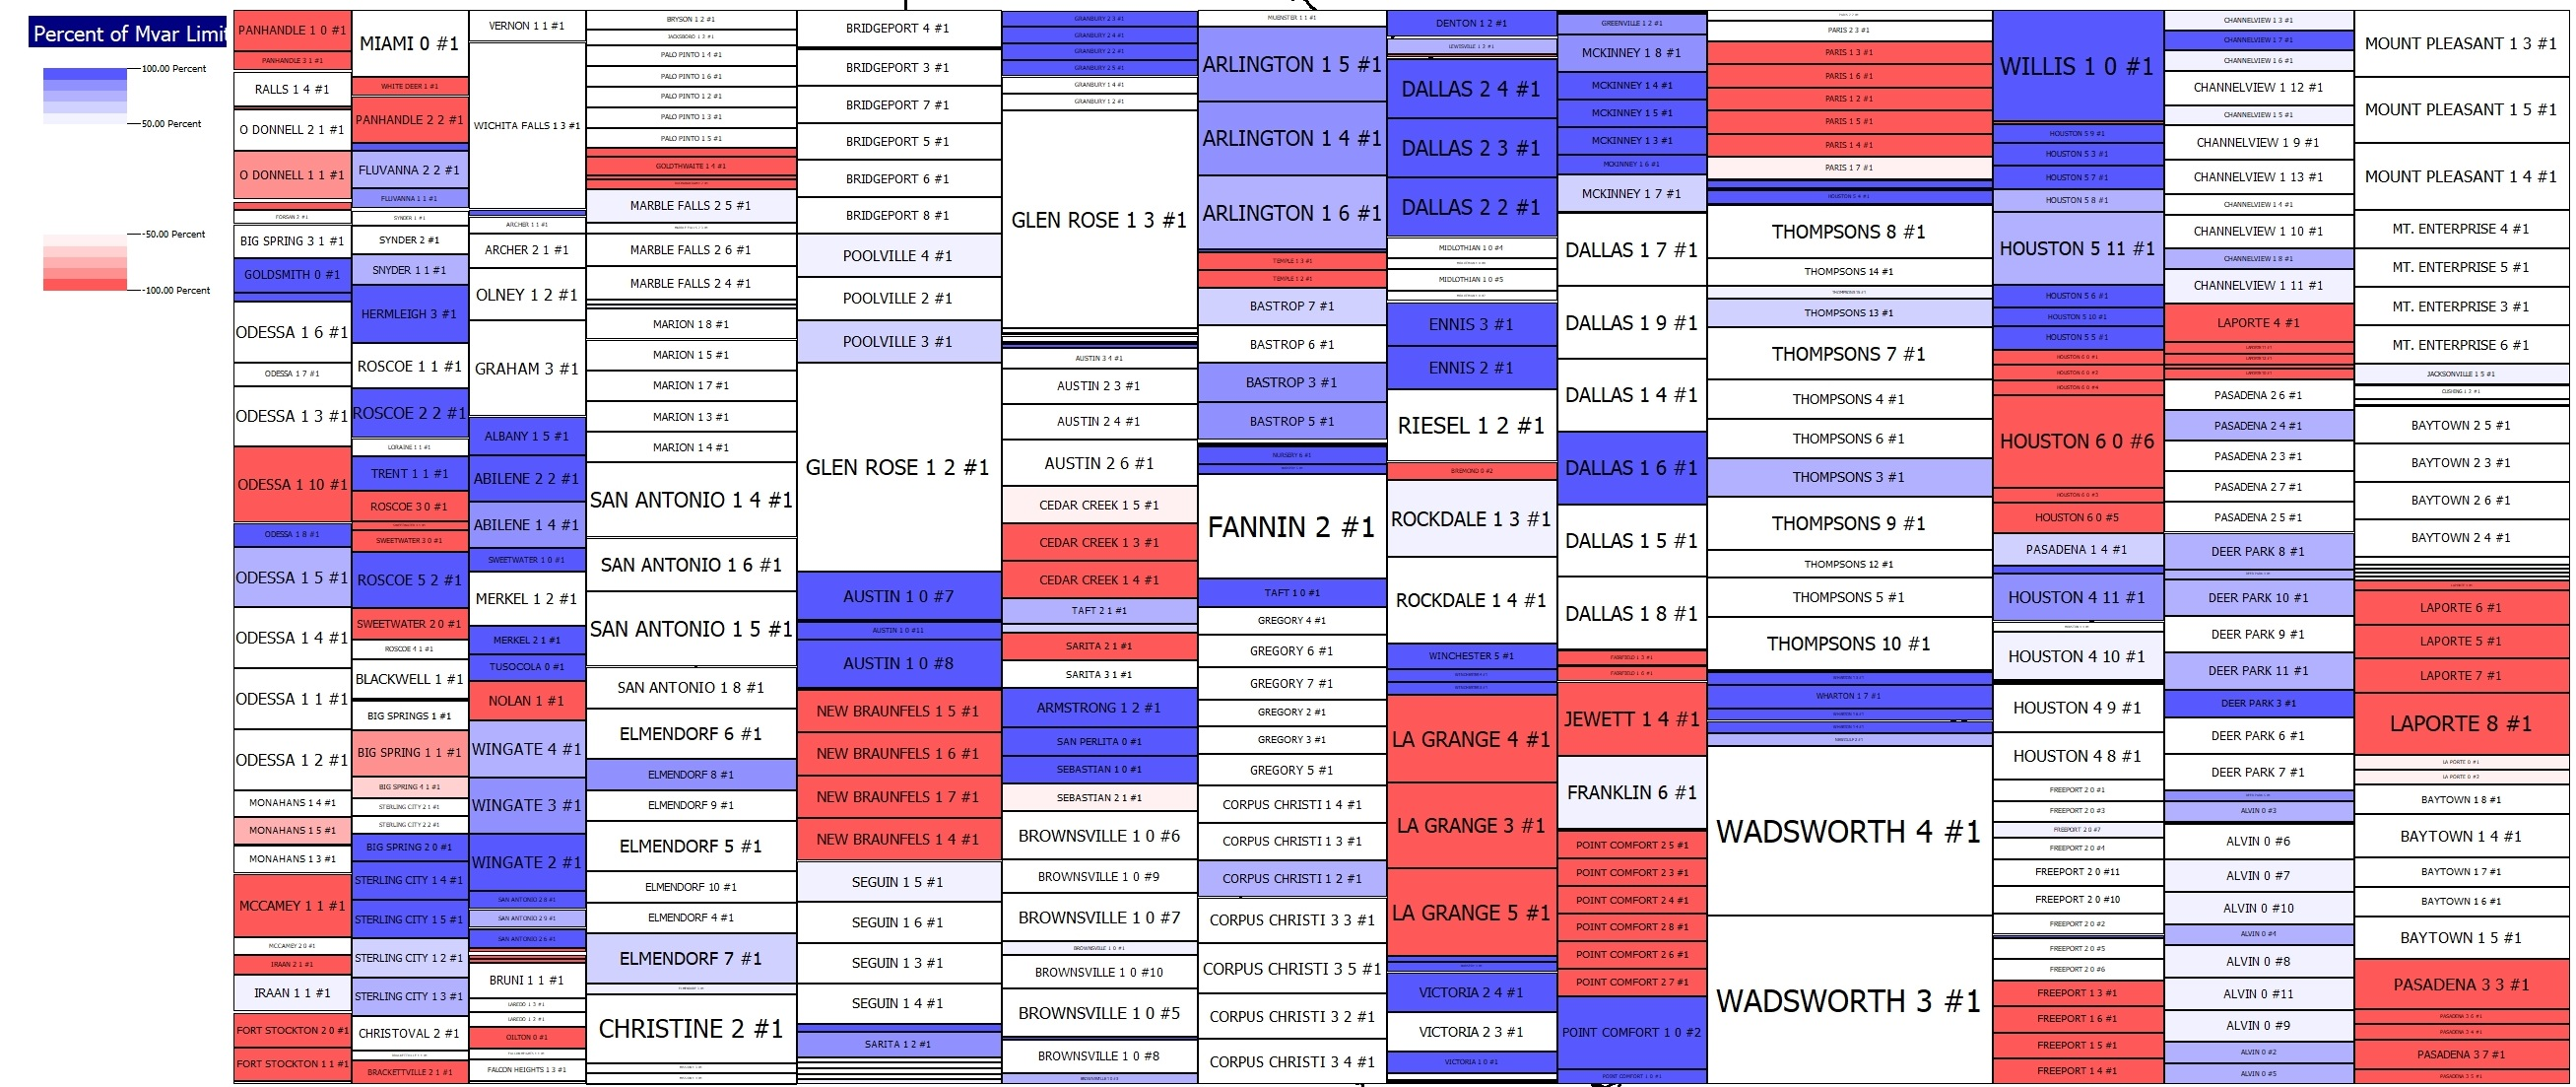 Percent of Mvar Limit
100.00 Percent
50.00 Percent
-50.00 Percent
-100.00 Percent
PANHANDLE 1 0 #1
PANHANDLE 3 1 #1
RALLS 1 4 #1
O DONNELL 2 1 #1
O DONNELL 1 1 #1
FORSAN 3 #1
BIG SPRING 3 1 #1
GOLDSMITH 0 #1
ODESSA 1 6 #1
ODESSA 1 7 #1
ODESSA 1 3 #1
ODESSA 1 10 #1
ODESSA 1 8 #1
ODESSA 1 5 #1
ODESSA 1 4 #1
ODESSA 1 1 #1
ODESSA 1 2 #1
MONAHANS 1 4 #1
MONAHANS 1 5 #1
MONAHANS 1 3 #1
MCCAMEY 1 1 #1
MCCAMEY 2 0 #1
IRAAN 2 1 #1
IRAAN 1 1 #1
FORT STOCKTON 2 0 #1
FORT STOCKTON 1 1 #1
MIAMI 0 #1
WHITE DEER 1 #1
PANHANDLE 2 2 #1
FLUVANNA 2 2 #1
FLUVANNA 1 1 #1
SYNDER 1 #1
SYNDER 2 #1
SNYDER 1 1 #1
HERMLEIGH 3 #1
ROSCOE 1 1 #1
ROSCOE 2 2 #1
LORAINE 1 1 #1
TRENT 1 1 #1
ROSCOE 3 0 #1
SWEETWATER 3 0 #1
ROSCOE 5 2 #1
SWEETWATER 2 0 #1
ROSCOE 4 1 #1
BLACKWELL 1 #1
BIG SPRINGS 1 #1
BIG SPRING 1 1 #1
BIG SPRING 4 1 #1
STERLING CITY 2 1 #1
STERLING CITY 2 2 #1
BIG SPRING 2 0 #1
STERLING CITY 1 4 #1
STERLING CITY 1 5 #1
STERLING CITY 1 2 #1
STERLING CITY 1 3 #1
CHRISTOVAL 2 #1
BRACKETTVILLE 2 1 #1
VERNON 1 1 #1
WICHITA FALLS 1 3 #1
ARCHER 1 1 #1
ARCHER 2 1 #1
OLNEY 1 2 #1
GRAHAM 3 #1
ALBANY 1 5 #1
ABILENE 2 2 #1
ABILENE 1 4 #1
SWEETWATER 1 0 #1
MERKEL 1 2 #1
MERKEL 2 1 #1
TUSOCOLA 0 #1
NOLAN 1 #1
WINGATE 4 #1
WINGATE 3 #1
WINGATE 2 #1
SAN ANTONIO 2 8 #1
SAN ANTONIO 2 9 #1
SAN ANTONIO 2 6 #1
BRUNI 1 1 #1
LAREDO 1 3 #1
LAREDO 1 2 #1
OILTON 0 #1
FALCON HEIGHTS 1 3 #1
BRYSON 1 2 #1
JACKSBORO 1 2 #1
PALO PINTO 1 4 #1
PALO PINTO 1 6 #1
PALO PINTO 1 2 #1
PALO PINTO 1 3 #1
PALO PINTO 1 5 #1
GOLDTHWAITE 1 4 #1
MARBLE FALLS 2 5 #1
MARBLE FALLS 2 6 #1
MARBLE FALLS 2 4 #1
MARION 1 8 #1
MARION 1 5 #1
MARION 1 7 #1
MARION 1 3 #1
MARION 1 4 #1
SAN ANTONIO 1 4 #1
SAN ANTONIO 1 6 #1
SAN ANTONIO 1 5 #1
SAN ANTONIO 1 8 #1
ELMENDORF 6 #1
ELMENDORF 8 #1
ELMENDORF 9 #1
ELMENDORF 5 #1
ELMENDORF 10 #1
ELMENDORF 4 #1
ELMENDORF 7 #1
CHRISTINE 2 #1
BRIDGEPORT 4 #1
BRIDGEPORT 3 #1
BRIDGEPORT 7 #1
BRIDGEPORT 5 #1
BRIDGEPORT 6 #1
BRIDGEPORT 8 #1
POOLVILLE 4 #1
POOLVILLE 2 #1
POOLVILLE 3 #1
GLEN ROSE 1 2 #1
AUSTIN 1 0 #7
AUSTIN 1 0 #11
AUSTIN 1 0 #8
NEW BRAUNFELS 1 5 #1
NEW BRAUNFELS 1 6 #1
NEW BRAUNFELS 1 7 #1
NEW BRAUNFELS 1 4 #1
SEGUIN 1 5 #1
SEGUIN 1 6 #1
SEGUIN 1 3 #1
SEGUIN 1 4 #1
SARITA 1 2 #1
GRANBURY 2 3 #1
GRANBURY 2 4 #1
GRANBURY 2 2 #1
GRANBURY 2 5 #1
GRANBURY 1 4 #1
GRANBURY 1 2 #1
GLEN ROSE 1 3 #1
AUSTIN 3 4 #1
AUSTIN 2 3 #1
AUSTIN 2 4 #1
AUSTIN 2 6 #1
CEDAR CREEK 1 5 #1
CEDAR CREEK 1 3 #1
CEDAR CREEK 1 4 #1
TAFT 2 1 #1
SARITA 2 1 #1
SARITA 3 1 #1
ARMSTRONG 1 2 #1
SAN PERLITA 0 #1
SEBASTIAN 1 0 #1
SEBASTIAN 2 1 #1
BROWNSVILLE 1 0 #6
BROWNSVILLE 1 0 #9
BROWNSVILLE 1 0 #7
BROWNSVILLE 1 0 #1
BROWNSVILLE 1 0 #10
BROWNSVILLE 1 0 #5
BROWNSVILLE 1 0 #8
MUENSTER 1 1 #1
ARLINGTON 1 5 #1
ARLINGTON 1 4 #1
ARLINGTON 1 6 #1
TEMPLE 1 3 #1
TEMPLE 1 2 #1
BASTROP 7 #1
BASTROP 6 #1
BASTROP 3 #1
BASTROP 5 #1
NURSERY 6 #1
FANNIN 2 #1
TAFT 1 0 #1
GREGORY 4 #1
GREGORY 6 #1
GREGORY 7 #1
GREGORY 2 #1
GREGORY 3 #1
GREGORY 5 #1
CORPUS CHRISTI 1 4 #1
CORPUS CHRISTI 1 3 #1
CORPUS CHRISTI 1 2 #1
CORPUS CHRISTI 3 3 #1
CORPUS CHRISTI 3 5 #1
CORPUS CHRISTI 3 2 #1
CORPUS CHRISTI 3 4 #1
DENTON 1 2 #1
LEWISVILLE 1 3 #1
DALLAS 2 4 #1
DALLAS 2 3 #1
DALLAS 2 2 #1
MIDLOTHIAN 1 0 #4
MIDLOTHIAN 1 0 #5
ENNIS 3 #1
ENNIS 2 #1
RIESEL 1 2 #1
BREMOND 0 #2
ROCKDALE 1 3 #1
ROCKDALE 1 4 #1
WINCHESTER 5 #1
LA GRANGE 4 #1
LA GRANGE 3 #1
LA GRANGE 5 #1
VICTORIA 2 4 #1
VICTORIA 2 3 #1
VICTORIA 1 0 #1
GREENVILLE 1 2 #1
MCKINNEY 1 8 #1
MCKINNEY 1 4 #1
MCKINNEY 1 5 #1
MCKINNEY 1 3 #1
MCKINNEY 1 6 #1
MCKINNEY 1 7 #1
DALLAS 1 7 #1
DALLAS 1 9 #1
DALLAS 1 4 #1
DALLAS 1 6 #1
DALLAS 1 5 #1
DALLAS 1 8 #1
FAIRFIELD 1 3 #1
FAIRFIELD 1 6 #1
JEWETT 1 4 #1
FRANKLIN 6 #1
POINT COMFORT 2 5 #1
POINT COMFORT 2 3 #1
POINT COMFORT 2 4 #1
POINT COMFORT 2 8 #1
POINT COMFORT 2 6 #1
POINT COMFORT 2 7 #1
POINT COMFORT 1 0 #2
POINT COMFORT 1 0 #1
PARIS 2 3 #1
PARIS 1 3 #1
PARIS 1 6 #1
PARIS 1 2 #1
PARIS 1 5 #1
PARIS 1 4 #1
PARIS 1 7 #1
HOUSTON 5 4 #1
THOMPSONS 8 #1
THOMPSONS 14 #1
THOMPSONS 13 #1
THOMPSONS 7 #1
THOMPSONS 4 #1
THOMPSONS 6 #1
THOMPSONS 3 #1
THOMPSONS 9 #1
THOMPSONS 12 #1
THOMPSONS 5 #1
THOMPSONS 10 #1
WHARTON 1 7 #1
WADSWORTH 4 #1
WADSWORTH 3 #1
WILLIS 1 0 #1
HOUSTON 5 9 #1
HOUSTON 5 3 #1
HOUSTON 5 7 #1
HOUSTON 5 8 #1
HOUSTON 5 11 #1
HOUSTON 5 6 #1
HOUSTON 5 10 #1
HOUSTON 5 5 #1
HOUSTON 6 0 #1
HOUSTON 6 0 #2
HOUSTON 6 0 #4
HOUSTON 6 0 #6
HOUSTON 6 0 #3
HOUSTON 6 0 #5
PASADENA 1 4 #1
HOUSTON 4 11 #1
HOUSTON 4 10 #1
HOUSTON 4 9 #1
HOUSTON 4 8 #1
FREEPORT 2 0 #1
FREEPORT 2 0 #3
FREEPORT 2 0 #7
FREEPORT 2 0 #4
FREEPORT 2 0 #11
FREEPORT 2 0 #10
FREEPORT 2 0 #2
FREEPORT 2 0 #5
FREEPORT 2 0 #6
FREEPORT 1 3 #1
FREEPORT 1 6 #1
FREEPORT 1 5 #1
FREEPORT 1 4 #1
CHANNELVIEW 1 3 #1
CHANNELVIEW 1 7 #1
CHANNELVIEW 1 6 #1
CHANNELVIEW 1 12 #1
CHANNELVIEW 1 5 #1
CHANNELVIEW 1 9 #1
CHANNELVIEW 1 13 #1
CHANNELVIEW 1 4 #1
CHANNELVIEW 1 10 #1
CHANNELVIEW 1 8 #1
CHANNELVIEW 1 11 #1
LAPORTE 4 #1
PASADENA 2 6 #1
PASADENA 2 4 #1
PASADENA 2 3 #1
PASADENA 2 7 #1
PASADENA 2 5 #1
DEER PARK 8 #1
DEER PARK 10 #1
DEER PARK 9 #1
DEER PARK 11 #1
DEER PARK 3 #1
DEER PARK 6 #1
DEER PARK 7 #1
ALVIN 0 #3
ALVIN 0 #6
ALVIN 0 #7
ALVIN 0 #10
ALVIN 0 #4
ALVIN 0 #8
ALVIN 0 #11
ALVIN 0 #9
ALVIN 0 #2
ALVIN 0 #5
MOUNT PLEASANT 1 3 #1
MOUNT PLEASANT 1 5 #1
MOUNT PLEASANT 1 4 #1
MT. ENTERPRISE 4 #1
MT. ENTERPRISE 5 #1
MT. ENTERPRISE 3 #1
MT. ENTERPRISE 6 #1
JACKSONVILLE 1 5 #1
CUSHING 1 2 #1
BAYTOWN 2 5 #1
BAYTOWN 2 3 #1
BAYTOWN 2 6 #1
BAYTOWN 2 4 #1
LAPORTE 6 #1
LAPORTE 5 #1
LAPORTE 7 #1
LAPORTE 8 #1
LA PORTE 0 #1
LA PORTE 0 #2
BAYTOWN 1 8 #1
BAYTOWN 1 4 #1
BAYTOWN 1 7 #1
BAYTOWN 1 6 #1
BAYTOWN 1 5 #1
PASADENA 3 3 #1
PASADENA 3 6 #1
PASADENA 3 4 #1
PASADENA 3 7 #1
PASADENA 3 5 #1